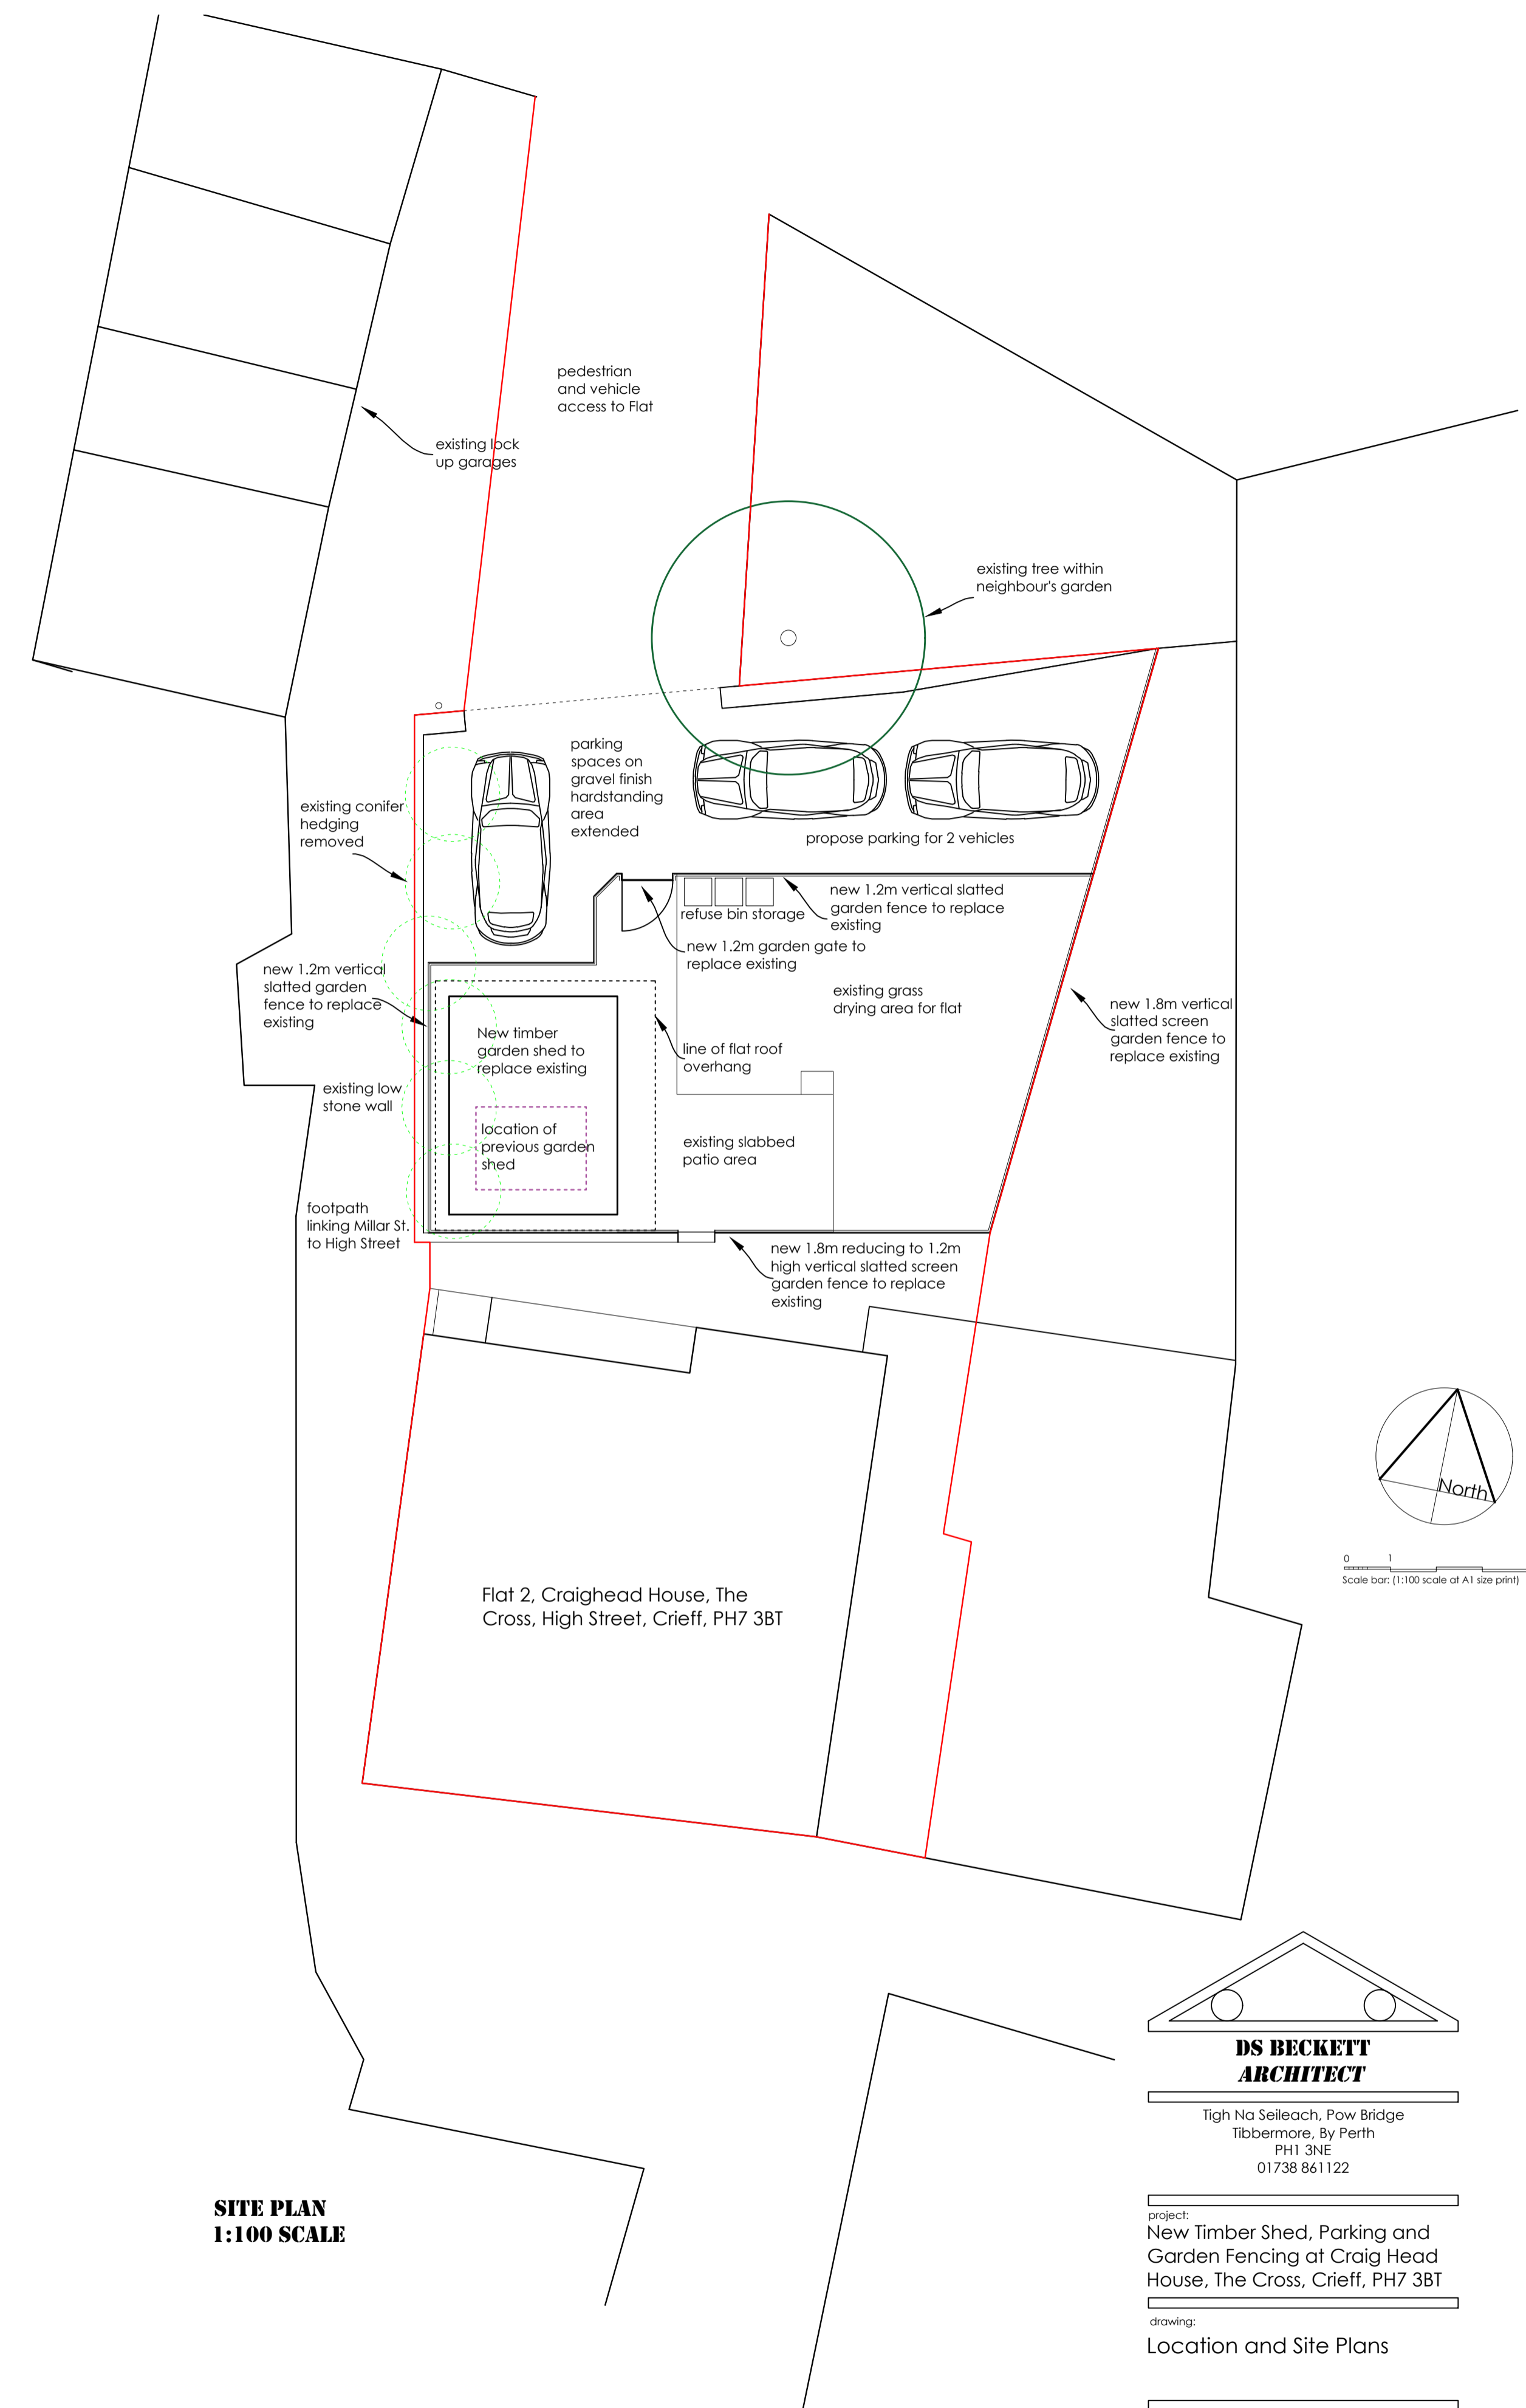 pedestrian
and vehicle
access to Flat
existing lock
up garages
existing tree within
neighbour's garden
parking
spaces on
gravel finish
hardstanding
area
extended
existing conifer
hedging
removed
propose parking for 2 vehicles
new 1.2m vertical slatted
garden fence to replace
existing
refuse bin storage
new 1.2m garden gate to
replace existing
new 1.2m vertical
slatted garden
fence to replace
existing
existing grass
drying area for flat
new 1.8m vertical
slatted screen
garden fence to
replace existing
New timber
garden shed to
replace existing
line of flat roof
overhang
existing low
stone wall
location of
previous garden
shed
existing slabbed
patio area
footpath
linking Millar St.
to High Street
new 1.8m reducing to 1.2m
high vertical slatted screen
garden fence to replace
existing
North
0 1
Scale bar: (1:100 scale at A1 size print)
Flat 2, Craighead House, The
Cross, High Street, Crieff, PH7 3BT
DS BECKETT
ARCHITECT
Tigh Na Seileach, Pow Bridge
Tibbermore, By Perth
PH1 3NE
01738 861122
SITE PLAN
1:100 SCALE
project:
New Timber Shed, Parking and
Garden Fencing at Craig Head
House, The Cross, Crieff, PH7 3BT
drawing:
Location and Site Plans